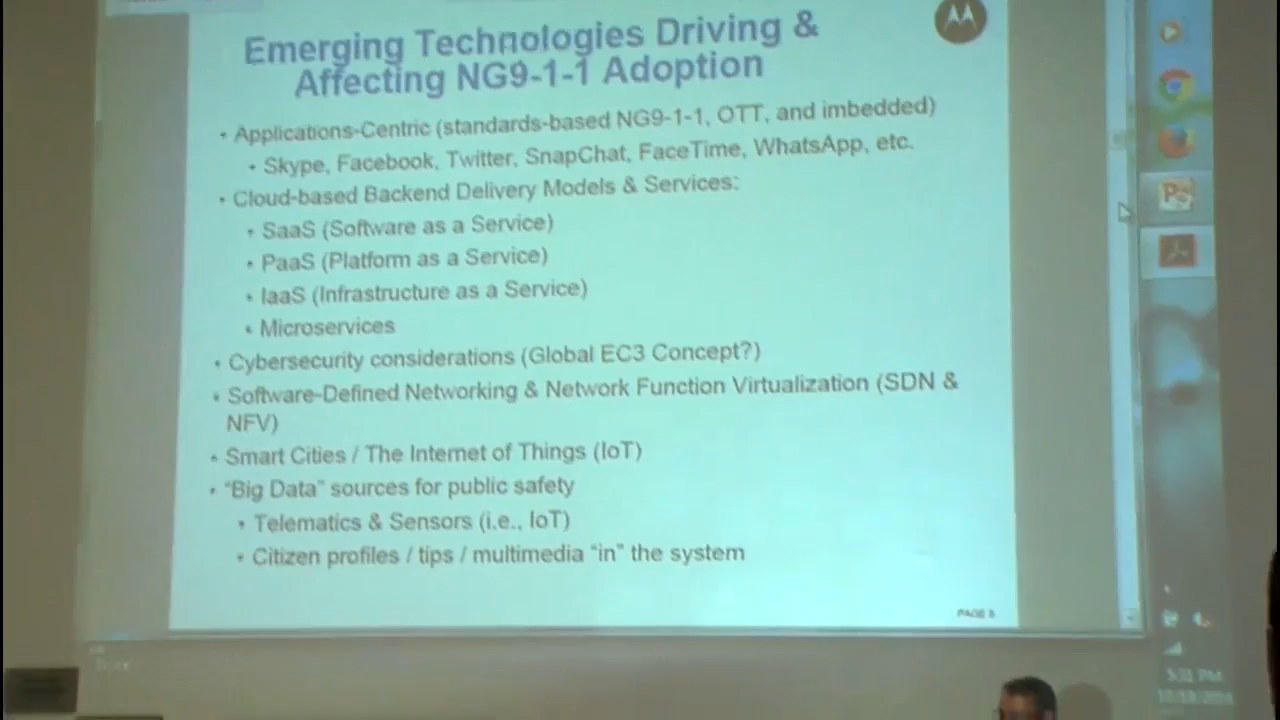 Emerging Technologies Driving &
Affecting NG9-1-1 Adoption
• Applications-Centric (standards-based NG9-1-1, OTT, and imbedded)
• Skype, Facebook, Twitter, SnapChat, FaceTime, WhatsApp, etc.
• Cloud-based Backend Delivery Models & Services:
• SaaS (Software as a Service)
• PaaS (Platform as a Service)
• IaaS (Infrastructure as a Service)
• Microservices
• Cybersecurity considerations (Global EC3 Concept?)
• Software-Defined Networking & Network Function Virtualization (SDN &
NFV)
• Smart Cities / The Internet of Things (IoT)
• "Big Data" sources for public safety
• Telematics & Sensors (i.e., IoT)
• Citizen profiles / tips / multimedia "in" the system
PAGE
5:31 PM